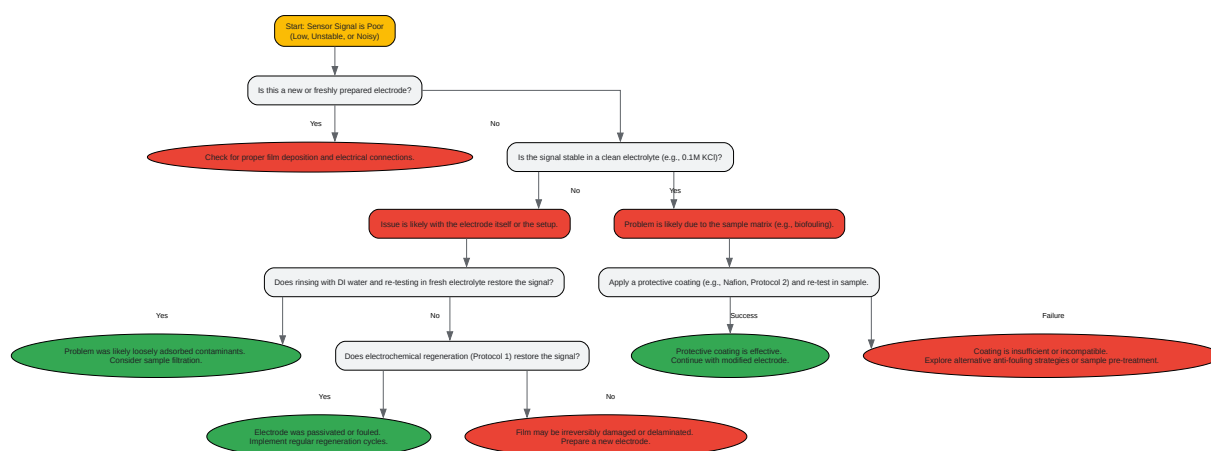 Start: Sensor Signal is Poor
(Low, Unstable, or Noisy)
Is this a new or freshly prepared electrode?
Yes
No
Check for proper film deposition and electrical connections.
Is the signal stable in a clean electrolyte (e.g., 0.1M KCl)?
No
Yes
Issue is likely with the electrode itself or the setup.
Problem is likely due to the sample matrix (e.g., biofouling).
Does rinsing with DI water and re-testing in fresh electrolyte restore the signal?
Apply a protective coating (e.g., Nafion, Protocol 2) and re-test in sample.
Yes
No
Success
Failure
Problem was likely loosely adsorbed contaminants.
Consider sample filtration.
Does electrochemical regeneration (Protocol 1) restore the signal?
Protective coating is effective.
Continue with modified electrode.
Coating is insufficient or incompatible.
Explore alternative anti-fouling strategies or sample pre-treatment.
Yes
No
Electrode was passivated or fouled.
Implement regular regeneration cycles.
Film may be irreversibly damaged or delaminated.
Prepare a new electrode.